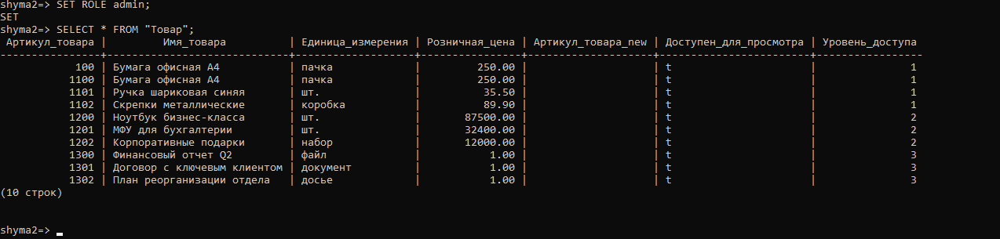 shyma2=> SET ROLE admin;
SET
shyma2=> SELECT * FROM "Товар";
 Артикул_товара |         Имя_товара         | Единица_измерения | Розничная_цена | Артикул_товара_new | Доступен_для_просмотра | Уровень_доступа
----------------+----------------------------+-------------------+----------------+--------------------+------------------------+-----------------
            100 | Бумага офисная А4          | пачка             |         250.00 |                    | t                      |               1
           1100 | Бумага офисная А4          | пачка             |         250.00 |                    | t                      |               1
           1101 | Ручка шариковая синяя      | шт.               |          35.50 |                    | t                      |               1
           1102 | Скрепки металлические      | коробка           |          89.90 |                    | t                      |               1
           1200 | Ноутбук бизнес-класса      | шт.               |       87500.00 |                    | t                      |               2
           1201 | МФУ для бухгалтерии        | шт.               |       32400.00 |                    | t                      |               2
           1202 | Корпоративные подарки      | набор             |       12000.00 |                    | t                      |               2
           1300 | Финансовый отчет Q2        | файл              |           1.00 |                    | t                      |               3
           1301 | Договор с ключевым клиентом | документ          |           1.00 |                    | t                      |               3
           1302 | План реорганизации отдела  | досье             |           1.00 |                    | t                      |               3
(10 строк)
shyma2=>